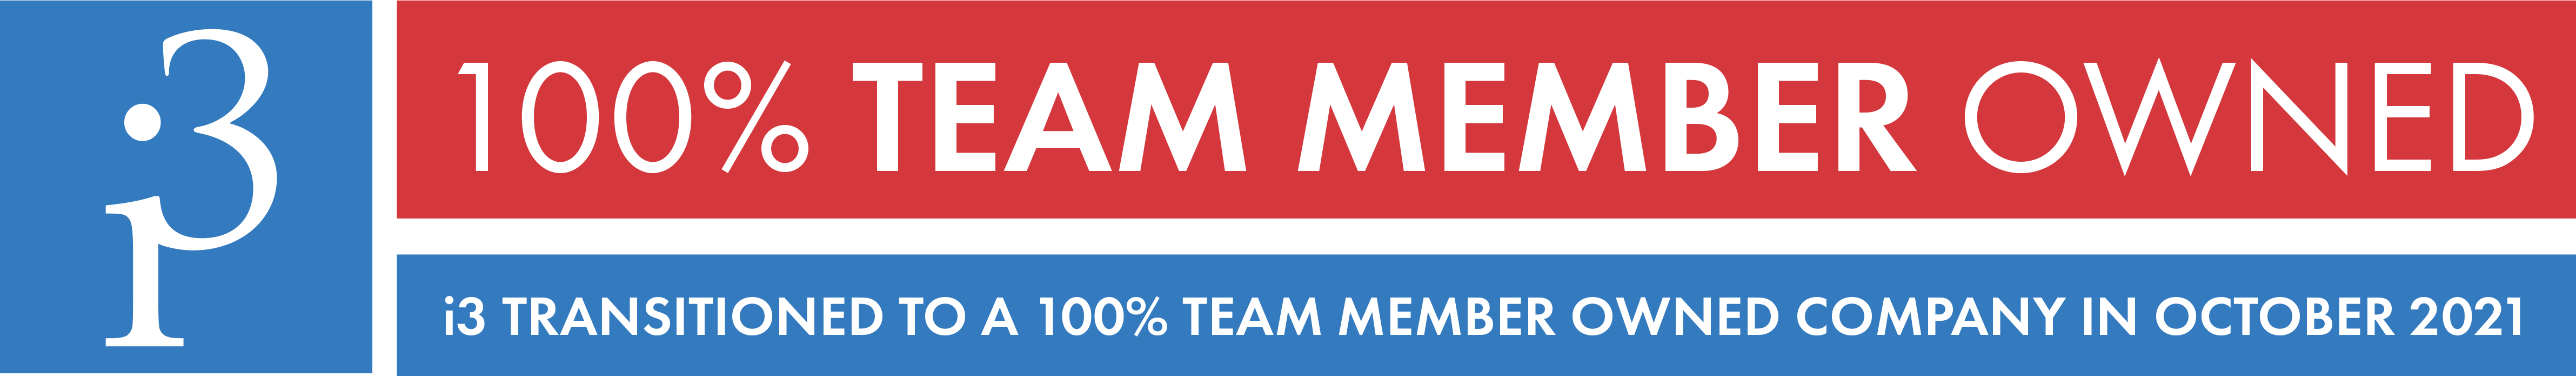 i3
100% TEAM MEMBER OWNED
i3 TRANSITIONED TO A 100% TEAM MEMBER OWNED COMPANY IN OCTOBER 2021